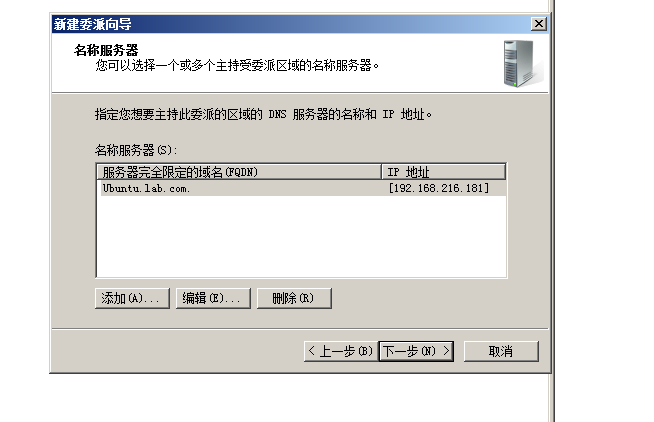 新建委派向导
名称服务器
您可以选择一个或多个主持受委派区域的名称服务器。
指定您想要主持此委派的区域的 DNS 服务器的名称和 IP 地址。
名称服务器(S):
服务器完全限定的域名(FQDN) IP 地址
Ubuntu.lab.com. [192.168.216.181]
添加(A)... 编辑(E)... 删除(R)
< 上一步(B) 下一步(N) > 取消